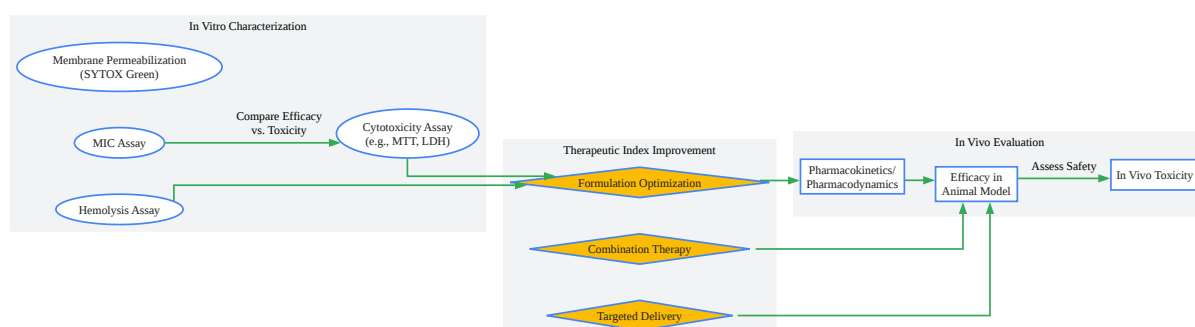 In Vitro Characterization
Membrane Permeabilization
(SYTOX Green)
Compare Efficacy
vs. Toxicity
MIC Assay
Cytotoxicity Assay
(e.g., MTT, LDH)
Hemolysis Assay
Therapeutic Index Improvement
Formulation Optimization
Combination Therapy
Targeted Delivery
In Vivo Evaluation
Pharmacokinetics/
Pharmacodynamics
Efficacy in
Animal Model
Assess Safety
In Vivo Toxicity